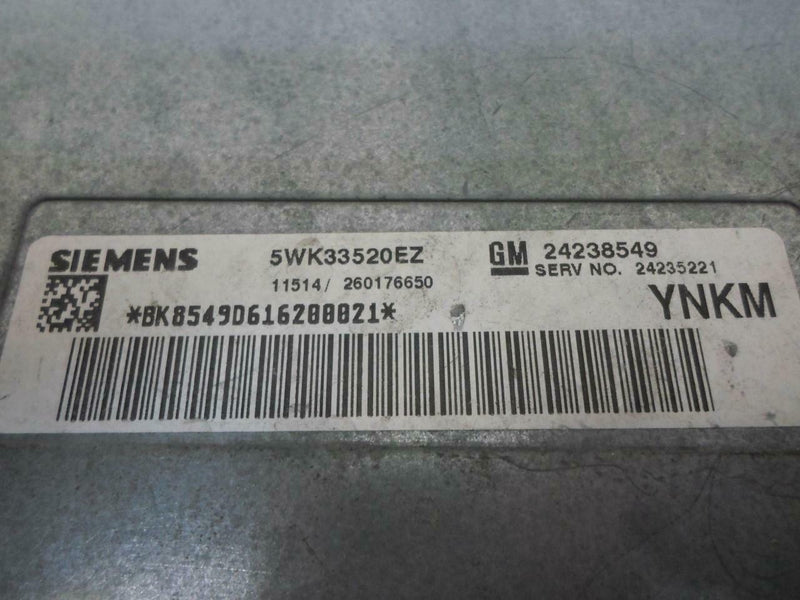 SIEMENS 5WK33520EZ GM 24238549
11514/ 260176650 SERV NO. 24235221
*BK8549D616200021* YNKM